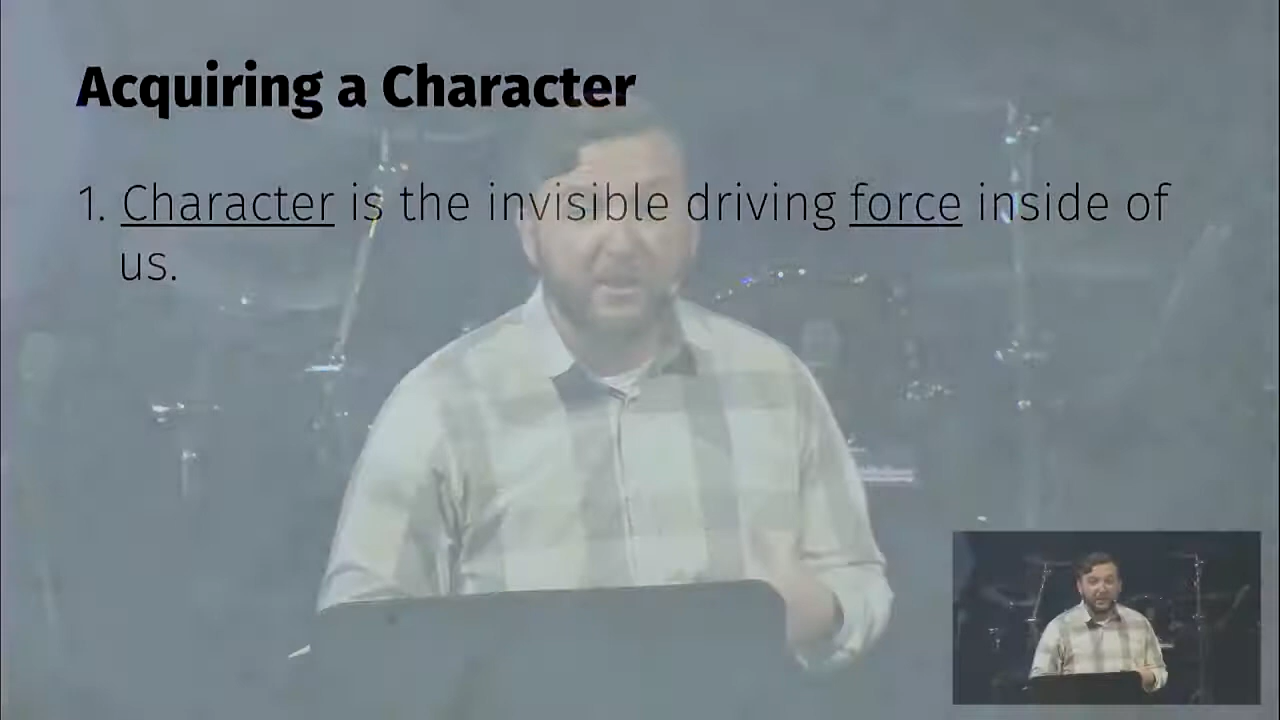 Acquiring a Character
1. Character is the invisible driving force inside of
us.